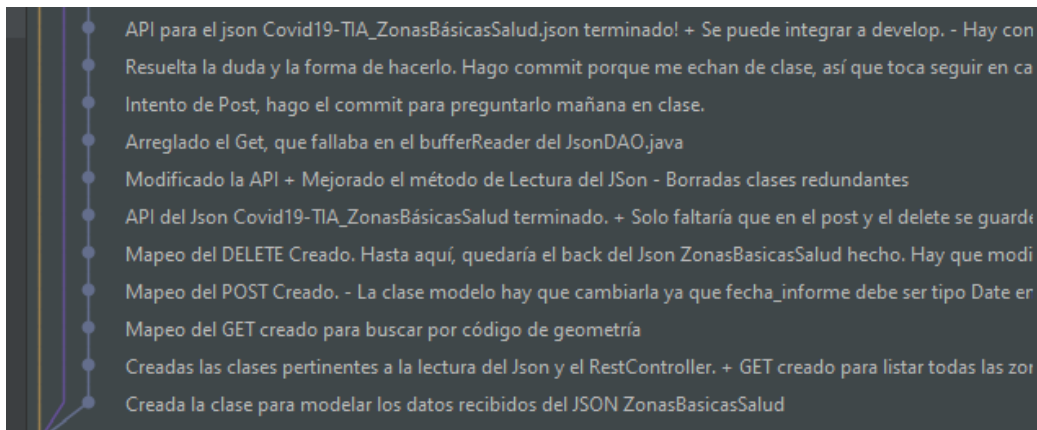 API para el json Covid19-TIA_ZonasBásicasSalud.json terminado! + Se puede integrar a develop. - Hay con
Resuelta la duda y la forma de hacerlo. Hago commit porque me echan de clase, así que toca seguir en ca
Intento de Post, hago el commit para preguntarlo mañana en clase.
Arreglado el Get, que fallaba en el bufferReader del JsonDAO.java
Modificado la API + Mejorado el método de Lectura del JSon - Borradas clases redundantes
API del Json Covid19-TIA_ZonasBásicasSalud terminado. + Solo faltaría que en el post y el delete se guarde
Mapeo del DELETE Creado. Hasta aquí, quedaría el back del Json ZonasBasicasSalud hecho. Hay que modi
Mapeo del POST Creado. - La clase modelo hay que cambiarla ya que fecha_informe debe ser tipo Date en
Mapeo del GET creado para buscar por código de geometría
Creadas las clases pertinentes a la lectura del Json y el RestController. + GET creado para listar todas las zon
Creada la clase para modelar los datos recibidos del JSON ZonasBasicasSalud